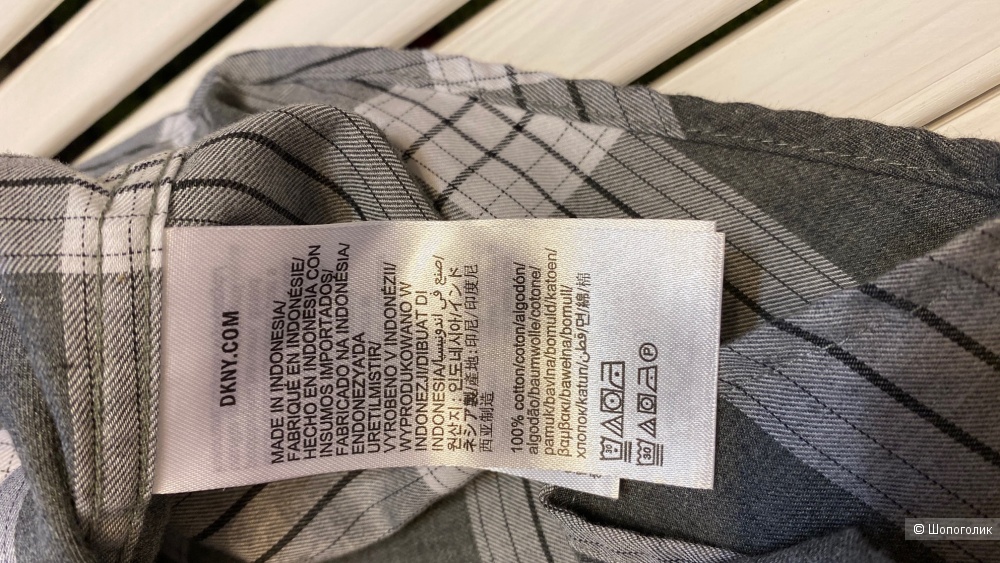 DKNY.COM
MADE IN INDONESIA/
FABRIQUÉ EN INDONÉSIE/
HECHO EN INDONESIA CON
INSUMOS IMPORTADOS/
FABRICADO NA INDONÉSIA/
ENDONEZYA'DA
URETILMISTIR/
VYROBENO V INDONÉZII/
WYPRODUKOWANO W
INDONEZJI/DIBUAT DI
INDONESIA/صنع في اندونيسيا/
원산지 : 인도네시아/インド
ネシア製/產地 : 印尼/印度尼
西亚制造
100% cotton/coton/algodón/
algodão/baumwolle/cotone/
pamuk/bavlna/bomuld/katoen/
βαμβακι/bawełna/bomull/
хлопок/katun/قطن/면/綿/棉
30
30
P
© Шопоголик